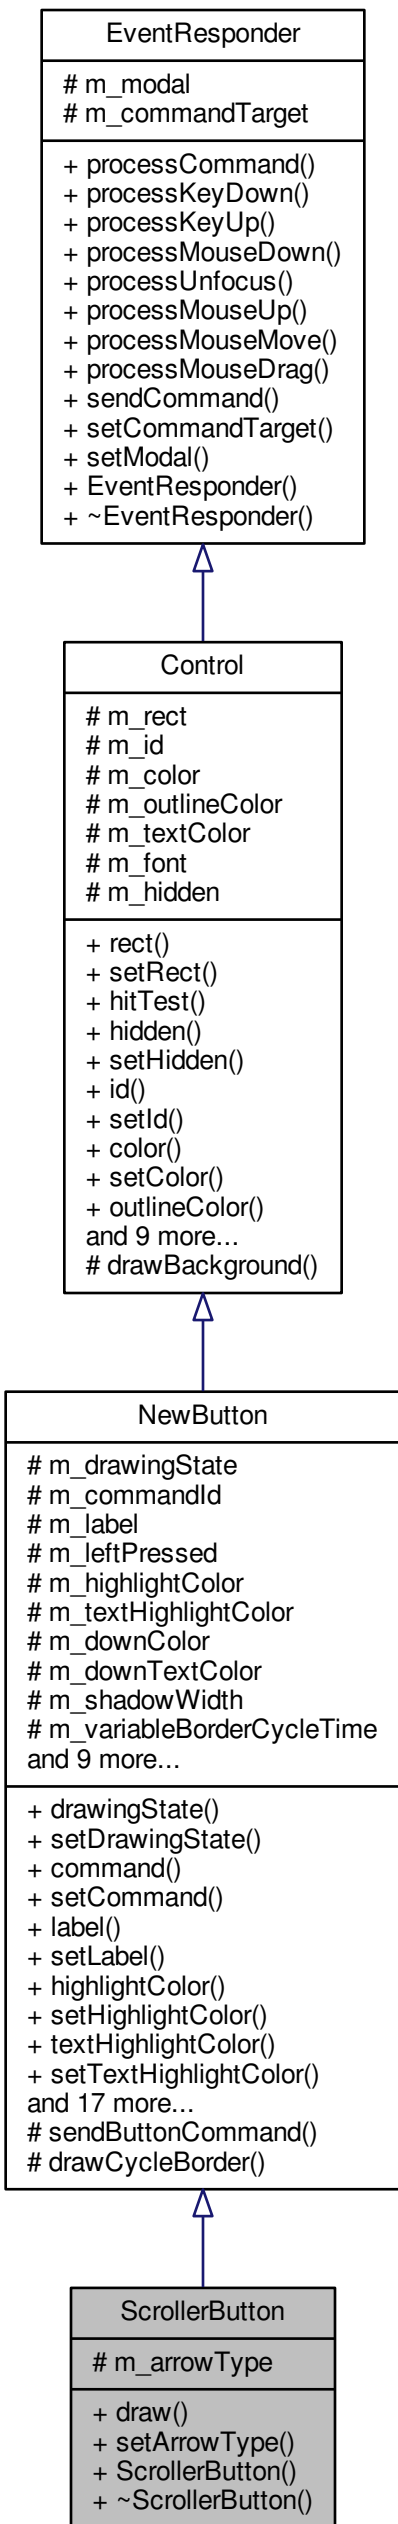 EventResponder
# m_modal
# m_commandTarget
+ processCommand()
+ processKeyDown()
+ processKeyUp()
+ processMouseDown()
+ processUnfocus()
+ processMouseUp()
+ processMouseMove()
+ processMouseDrag()
+ sendCommand()
+ setCommandTarget()
+ setModal()
+ EventResponder()
+ ~EventResponder()
Control
# m_rect
# m_id
# m_color
# m_outlineColor
# m_textColor
# m_font
# m_hidden
+ rect()
+ setRect()
+ hitTest()
+ hidden()
+ setHidden()
+ id()
+ setId()
+ color()
+ setColor()
+ outlineColor()
and 9 more...
# drawBackground()
NewButton
# m_drawingState
# m_commandId
# m_label
# m_leftPressed
# m_highlightColor
# m_textHighlightColor
# m_downColor
# m_downTextColor
# m_shadowWidth
# m_variableBorderCycleTime
and 9 more...
+ drawingState()
+ setDrawingState()
+ command()
+ setCommand()
+ label()
+ setLabel()
+ highlightColor()
+ setHighlightColor()
+ textHighlightColor()
+ setTextHighlightColor()
and 17 more...
# sendButtonCommand()
# drawCycleBorder()
ScrollerButton
# m_arrowType
+ draw()
+ setArrowType()
+ ScrollerButton()
+ ~ScrollerButton()